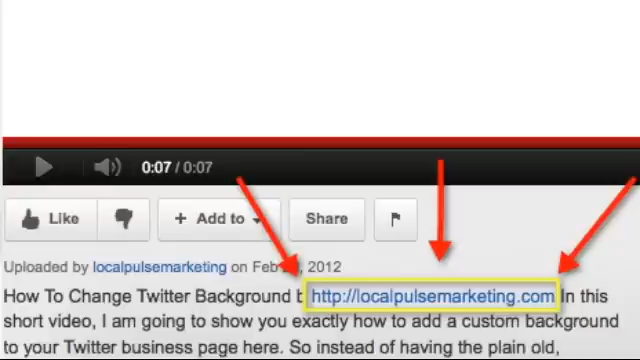 0:07 / 0:07
Like + Add to Share
Uploaded by localpulsemarketing on Feb , 2012
How To Change Twitter Background http://localpulsemarketing.com In this
short video, I am going to show you exactly how to add a custom background
to your Twitter business page here. So instead of having the plain old,